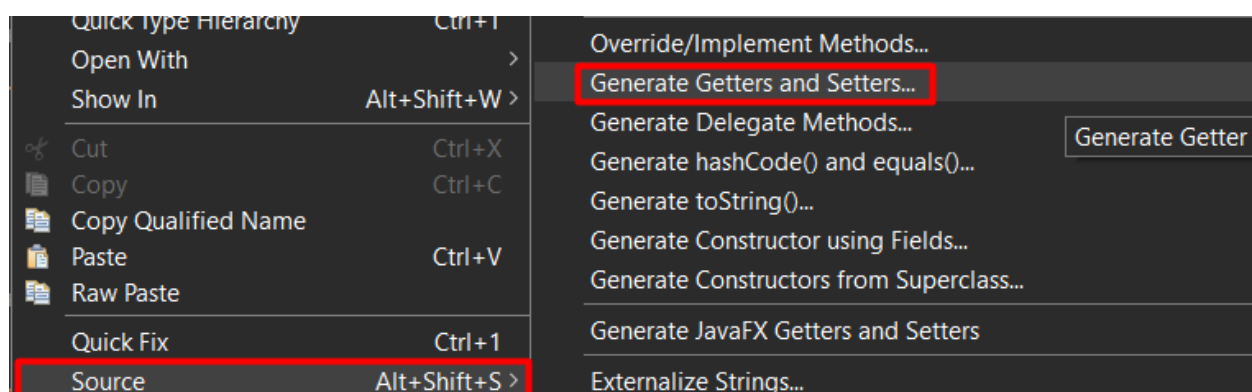 Quick Type Hierarchy Ctrl+T
Open With >
Show In Alt+Shift+W >
Cut Ctrl+X
Copy Ctrl+C
Copy Qualified Name
Paste Ctrl+V
Raw Paste
Quick Fix Ctrl+1
Source Alt+Shift+S >
Override/Implement Methods...
Generate Getters and Setters...
Generate Delegate Methods...
Generate hashCode() and equals()...
Generate toString()...
Generate Constructor using Fields...
Generate Constructors from Superclass...
Generate JavaFX Getters and Setters
Externalize Strings...
Generate Getter